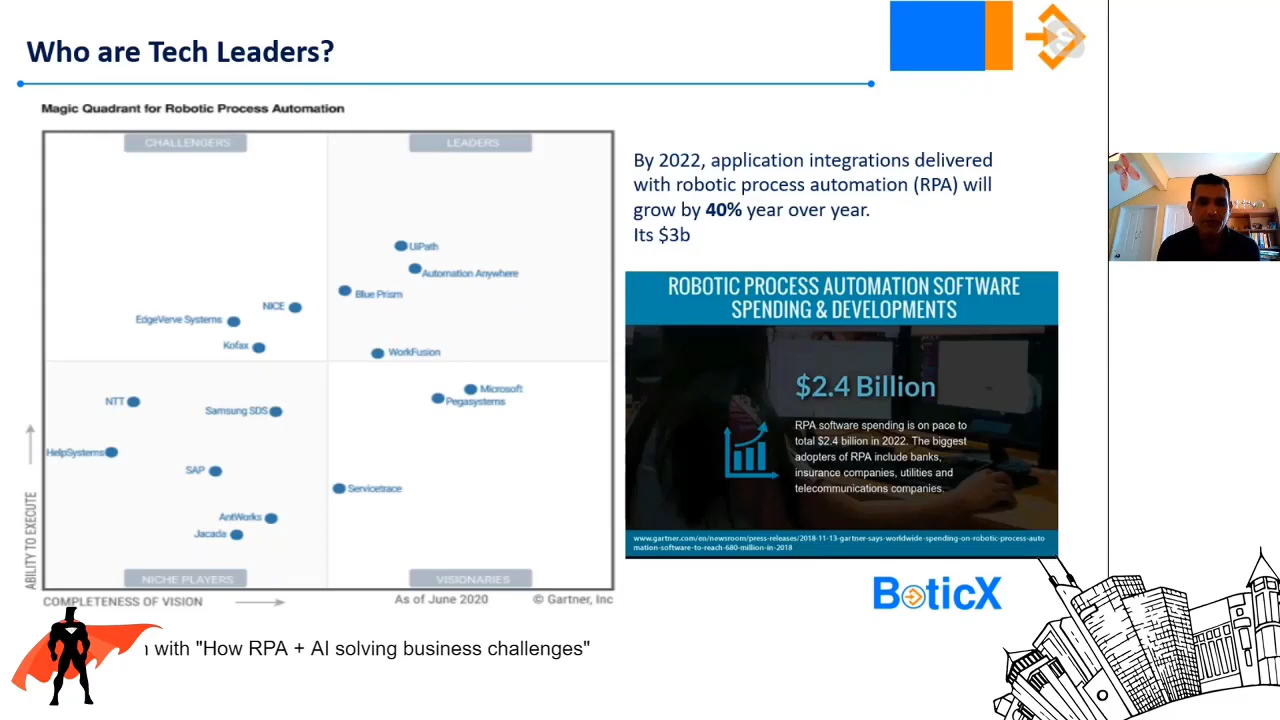 Who are Tech Leaders?
Magic Quadrant for Robotic Process Automation
CHALLENGERS
LEADERS
UiPath
Automation Anywhere
Blue Prism
NICE
EdgeVerve Systems
Kofax
WorkFusion
Microsoft
Pegasystems
NTT
Samsung SDS
HelpSystems
SAP
Servicetrace
AntWorks
Jacada
NICHE PLAYERS
VISIONARIES
ABILITY TO EXECUTE
COMPLETENESS OF VISION
As of June 2020
© Gartner, Inc
By 2022, application integrations delivered
with robotic process automation (RPA) will
grow by 40% year over year.
Its $3b
ROBOTIC PROCESS AUTOMATION SOFTWARE
SPENDING & DEVELOPMENTS
$2.4 Billion
RPA software spending is on pace to
total $2.4 billion in 2022. The biggest
adopters of RPA include banks,
insurance companies, utilities and
telecommunications companies.
www.gartner.com/en/newsroom/press-releases/2018-11-13-gartner-says-worldwide-spending-on-robotic-process-auto
mation-software-to-reach-680-million-in-2018
BoticX
with "How RPA + AI solving business challenges"